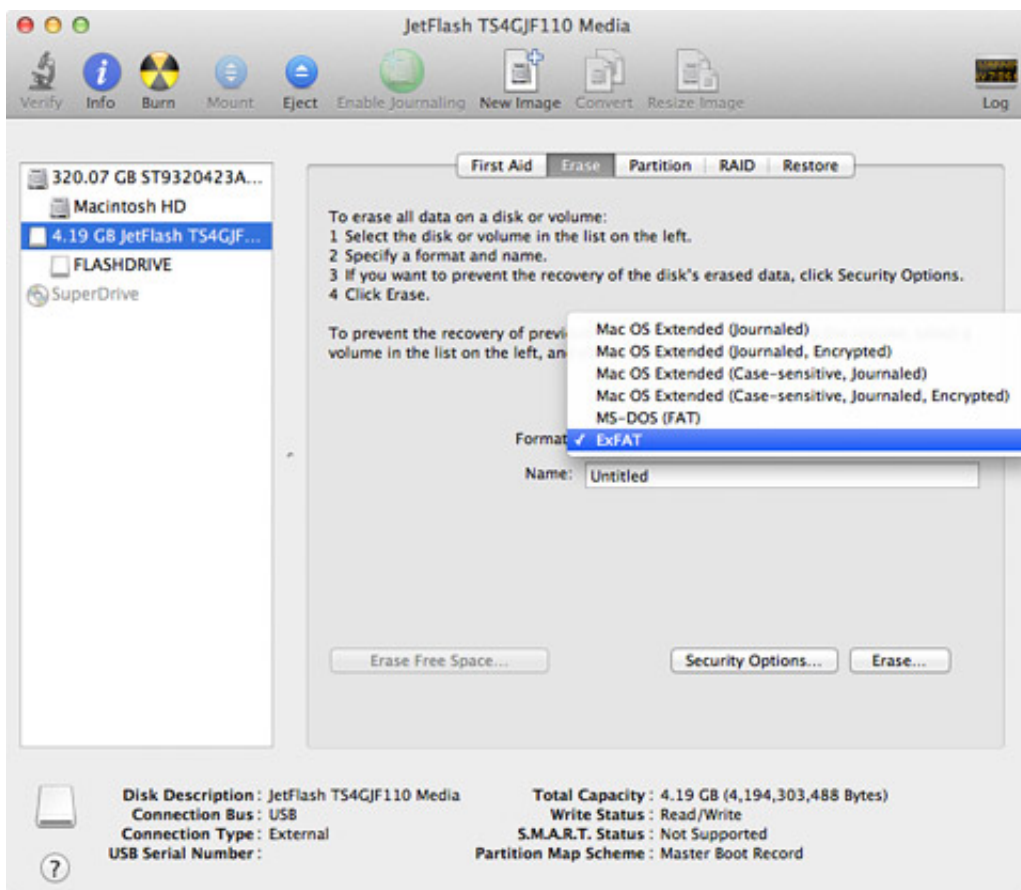 JetFlash TS4GJF110 Media
Verify Info Burn Mount Eject Enable Journaling New Image Convert Resize Image Log
First Aid Erase Partition RAID Restore
320.07 GB ST9320423A...
Macintosh HD
4.19 GB JetFlash TS4GJF...
FLASHDRIVE
SuperDrive
To erase all data on a disk or volume:
1 Select the disk or volume in the list on the left.
2 Specify a format and name.
3 If you want to prevent the recovery of the disk's erased data, click Security Options.
4 Click Erase.
To prevent the recovery of previ
volume in the list on the left, an
Mac OS Extended (Journaled)
Mac OS Extended (Journaled, Encrypted)
Mac OS Extended (Case-sensitive, Journaled)
Mac OS Extended (Case-sensitive, Journaled, Encrypted)
MS-DOS (FAT)
Format ✓ ExFAT
Name: Untitled
Erase Free Space... Security Options... Erase...
Disk Description : JetFlash TS4GJF110 Media
Connection Bus : USB
Connection Type : External
USB Serial Number :
Total Capacity : 4.19 GB (4,194,303,488 Bytes)
Write Status : Read/Write
S.M.A.R.T. Status : Not Supported
Partition Map Scheme : Master Boot Record
?